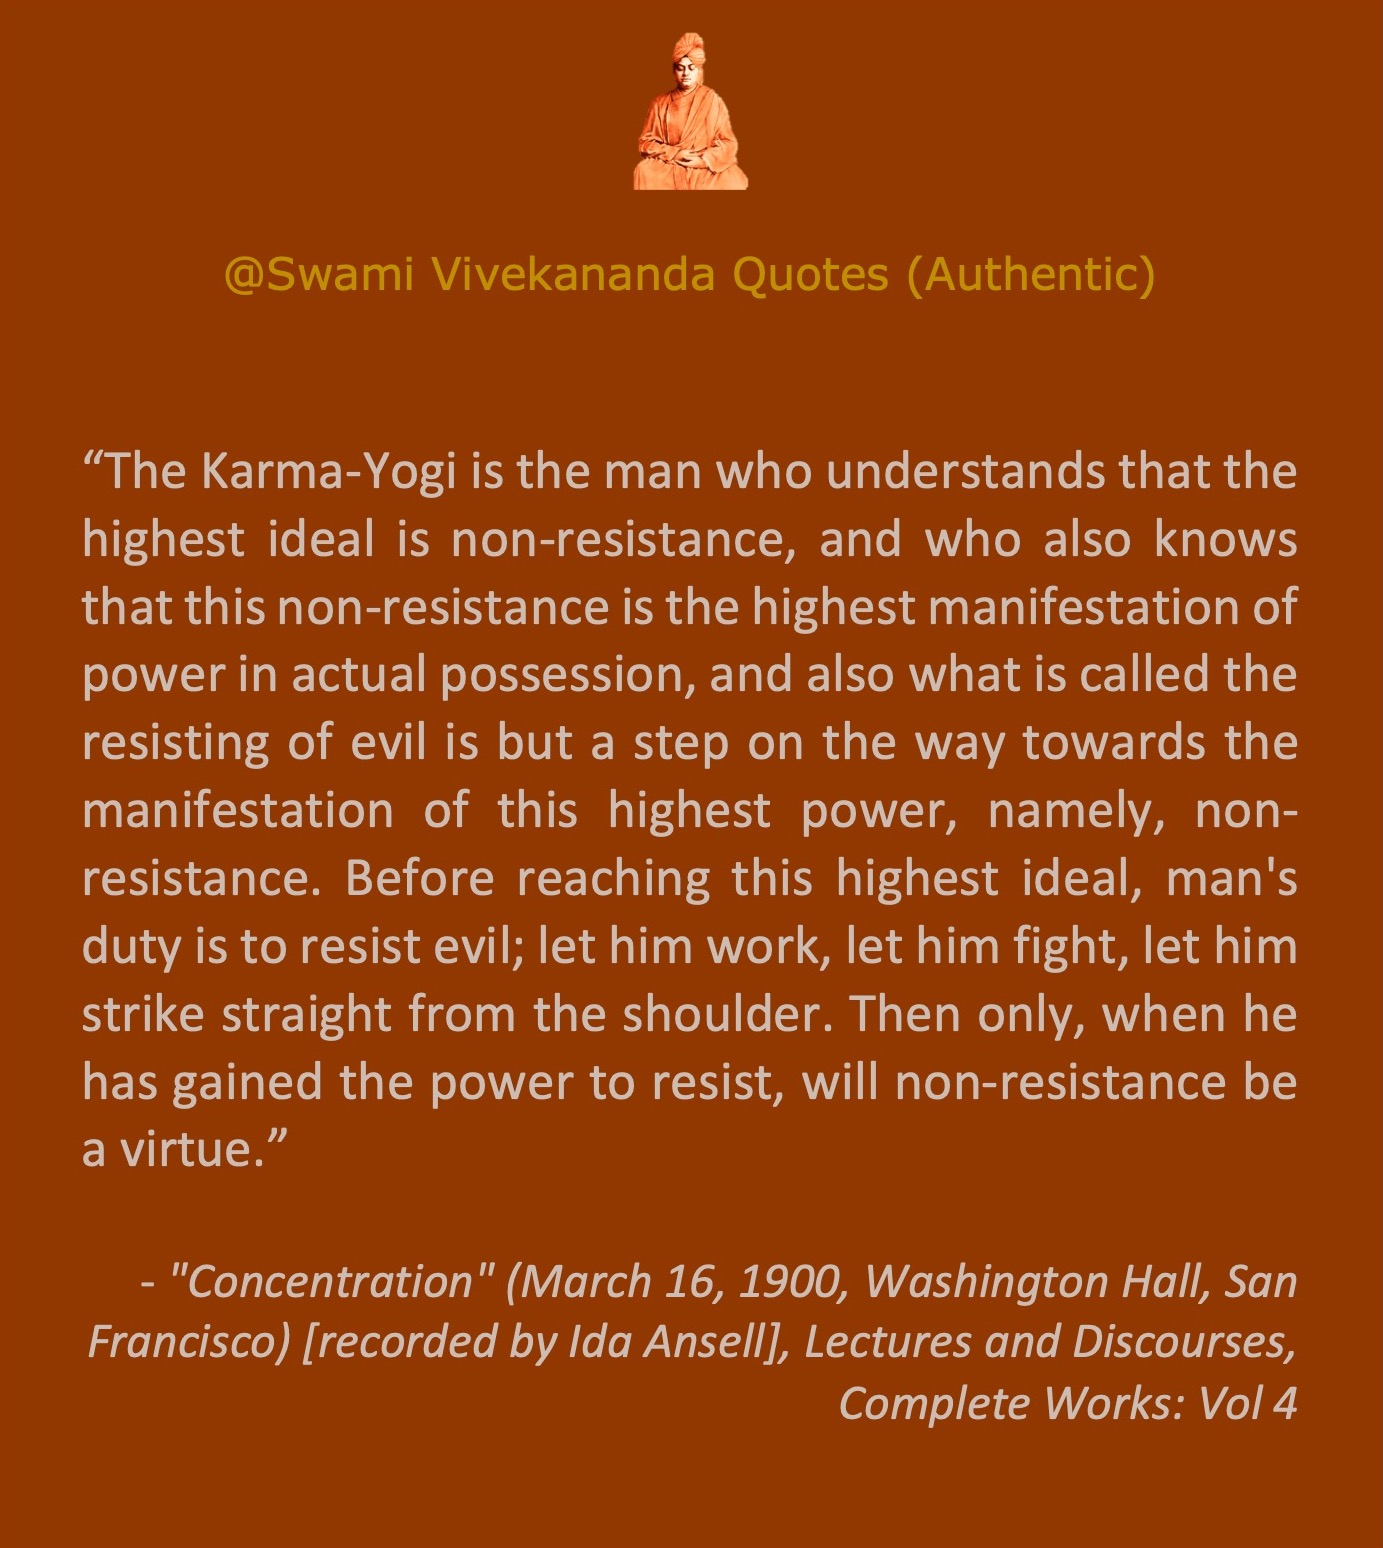 @Swami Vivekananda Quotes (Authentic)
“The Karma-Yogi is the man who understands that the
highest ideal is non-resistance, and who also knows
that this non-resistance is the highest manifestation of
power in actual possession, and also what is called the
resisting of evil is but a step on the way towards the
manifestation of this highest power, namely, non-
resistance. Before reaching this highest ideal, man's
duty is to resist evil; let him work, let him fight, let him
strike straight from the shoulder. Then only, when he
has gained the power to resist, will non-resistance be
a virtue.”
- "Concentration" (March 16, 1900, Washington Hall, San
Francisco) [recorded by Ida Ansell], Lectures and Discourses,
Complete Works: Vol 4